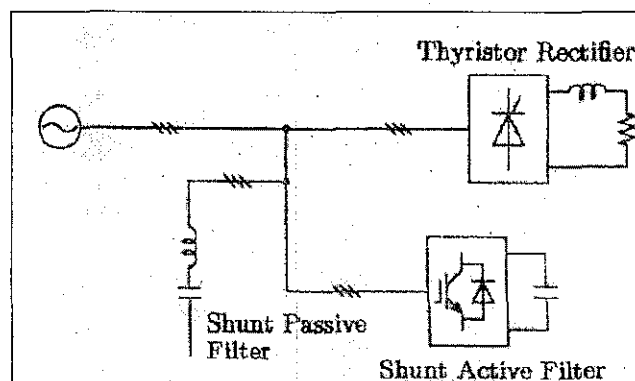 Thyristor Rectifier
Shunt Passive
Filter
Shunt Active Filter